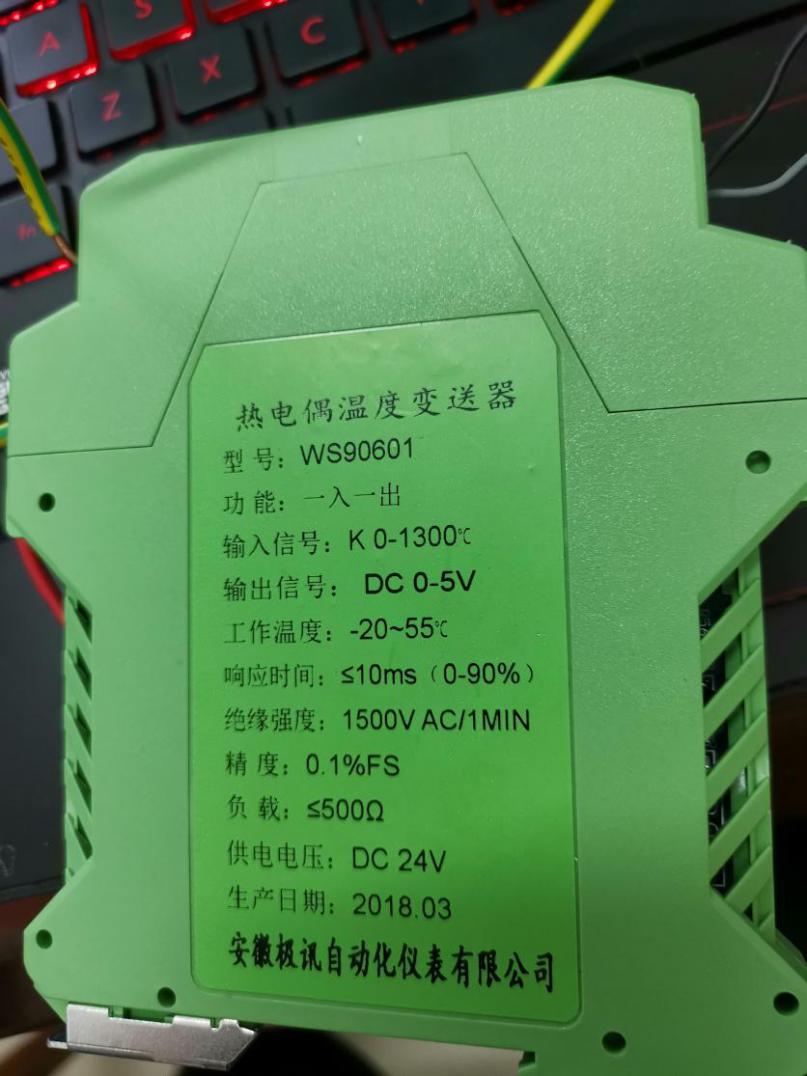 A
S
C
X
Z
fn
热电偶温度变送器
型 号：WS90601
功 能：一入一出
输入信号：K 0-1300℃
输出信号： DC 0-5V
工作温度：-20~55℃
响应时间：≤10ms（0-90%）
绝缘强度：1500V AC/1MIN
精 度：0.1%FS
负 载：≤500Ω
供电电压：DC 24V
生产日期：2018.03
安徽极讯自动化仪表有限公司